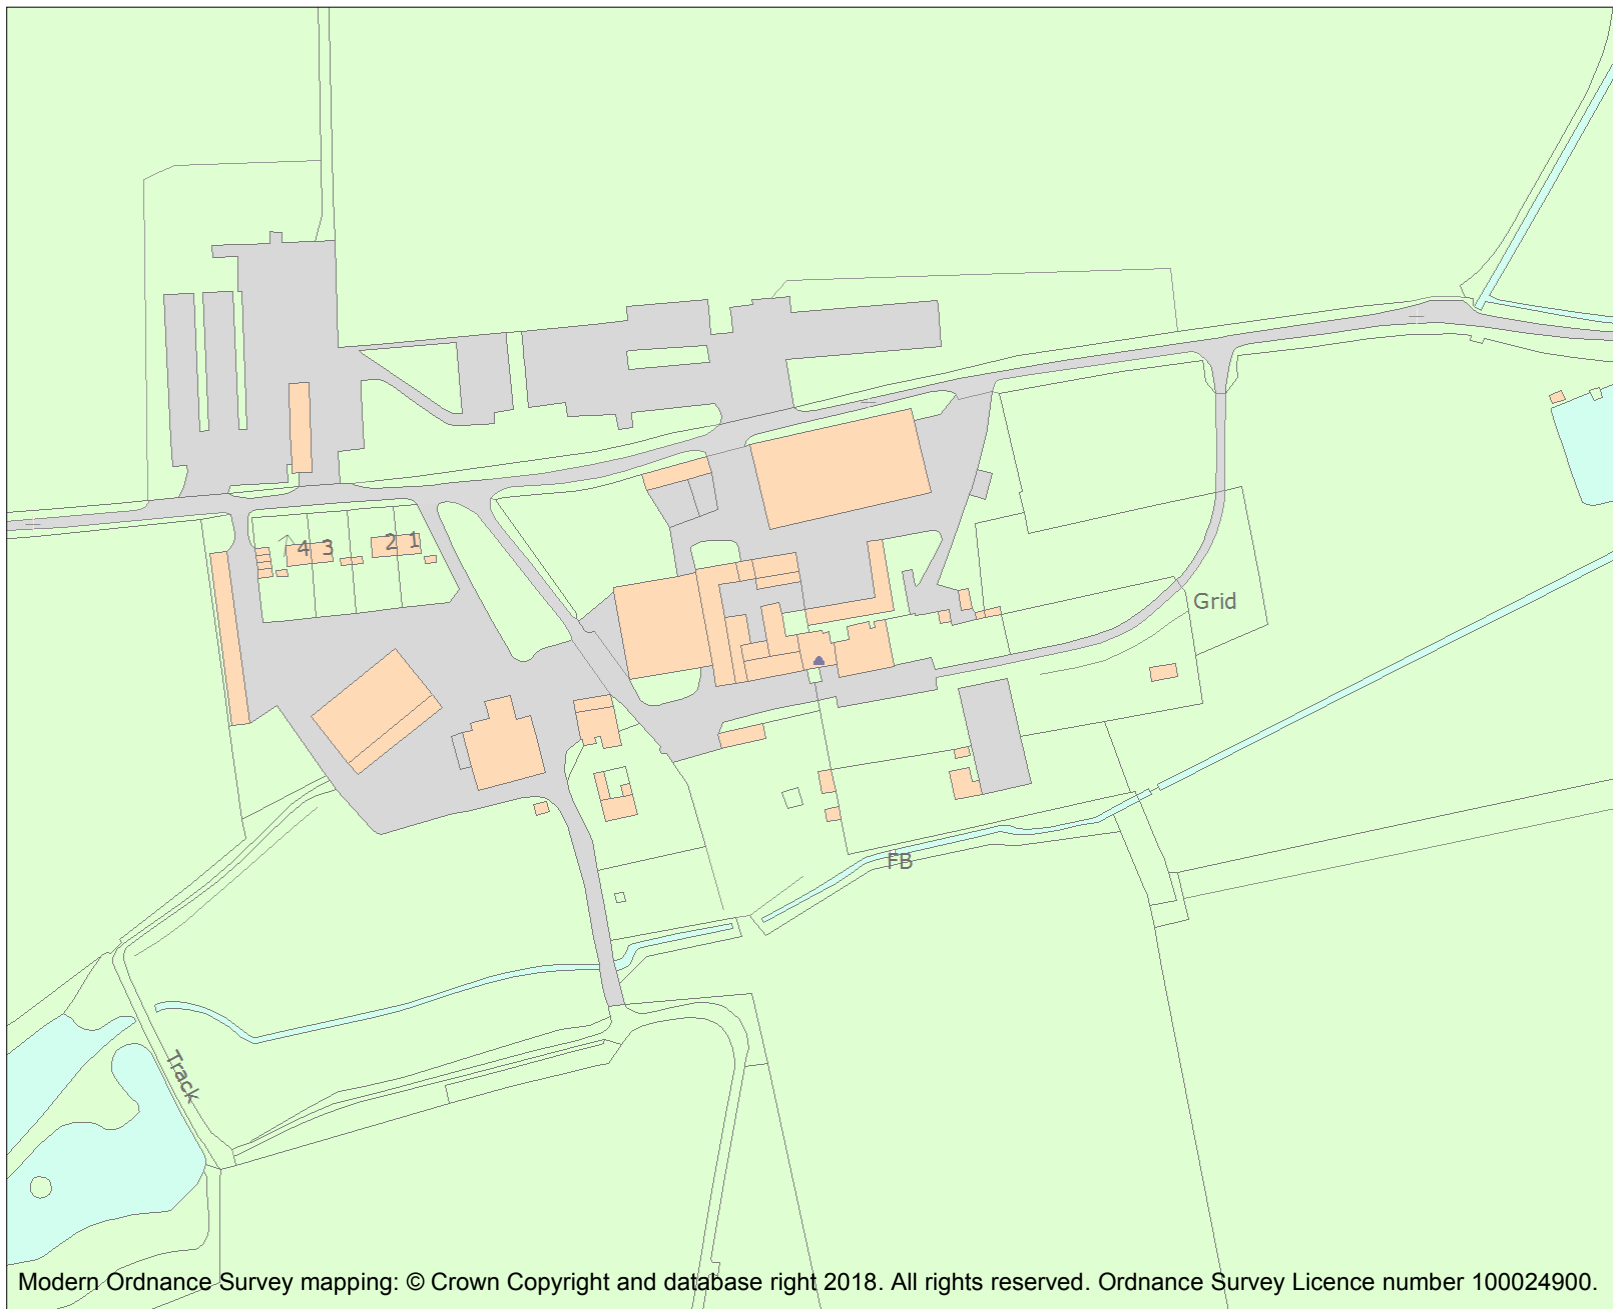 4 3
2 1
Grid
FB
Track
Modern Ordnance Survey mapping: © Crown Copyright and database right 2018. All rights reserved. Ordnance Survey Licence number 100024900.